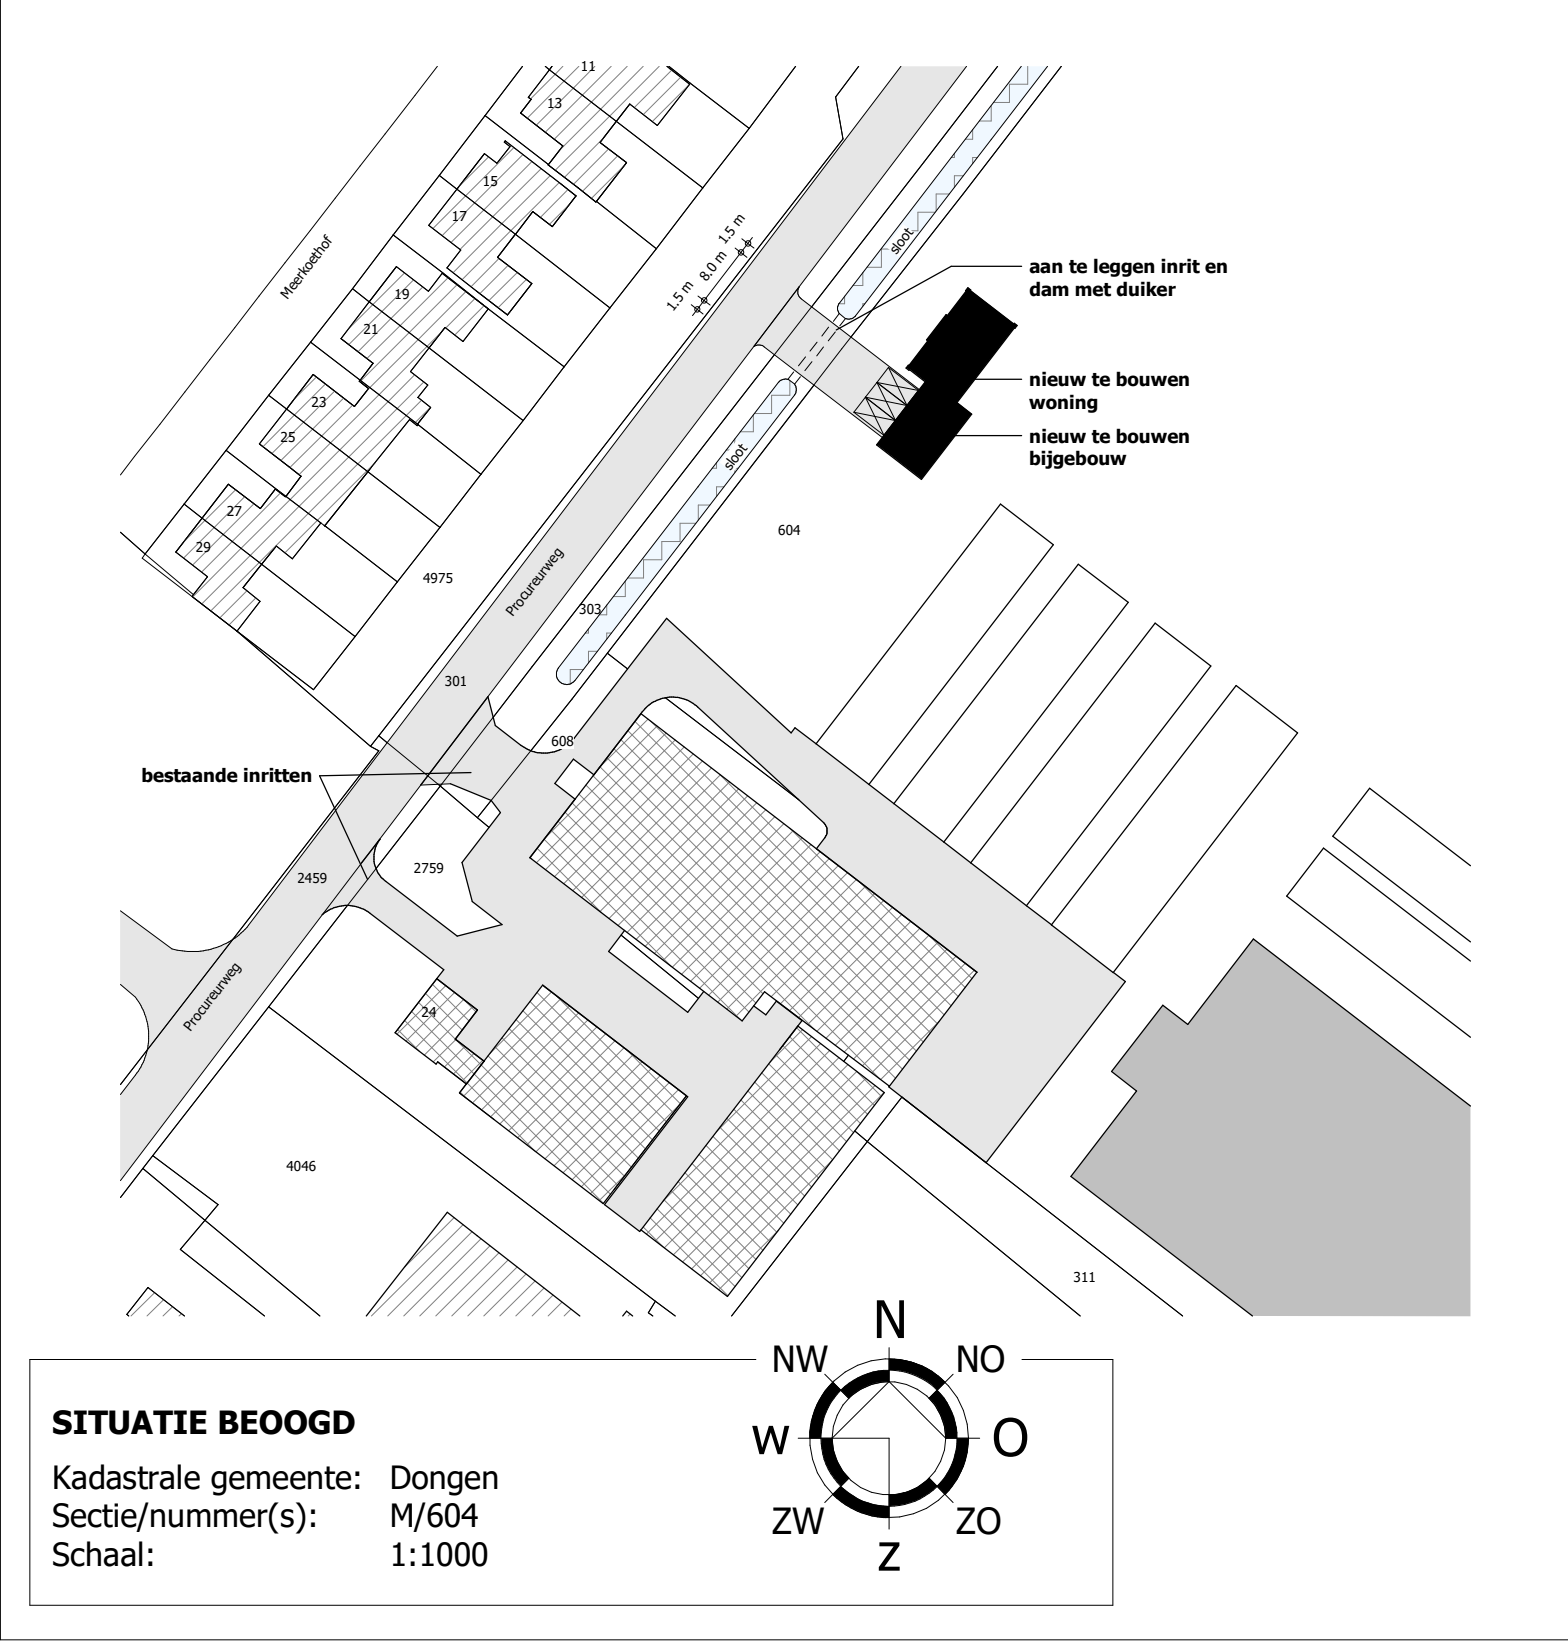 11
13
15
17
Meerkoethof
19
21
23
25
27
29
1.5 m 8.0 m 1.5 m
sloot
aan te leggen inrit en
dam met duiker
nieuw te bouwen
woning
nieuw te bouwen
bijgebouw
sloot
604
4975
Procureurweg
303
301
608
bestaande inritten
2759
2459
Procureurweg
24
4046
311
N
NW
NO
W
O
ZW
ZO
Z
SITUATIE BEOOGD
Kadastrale gemeente: Dongen
Sectie/nummer(s): M/604
Schaal: 1:1000